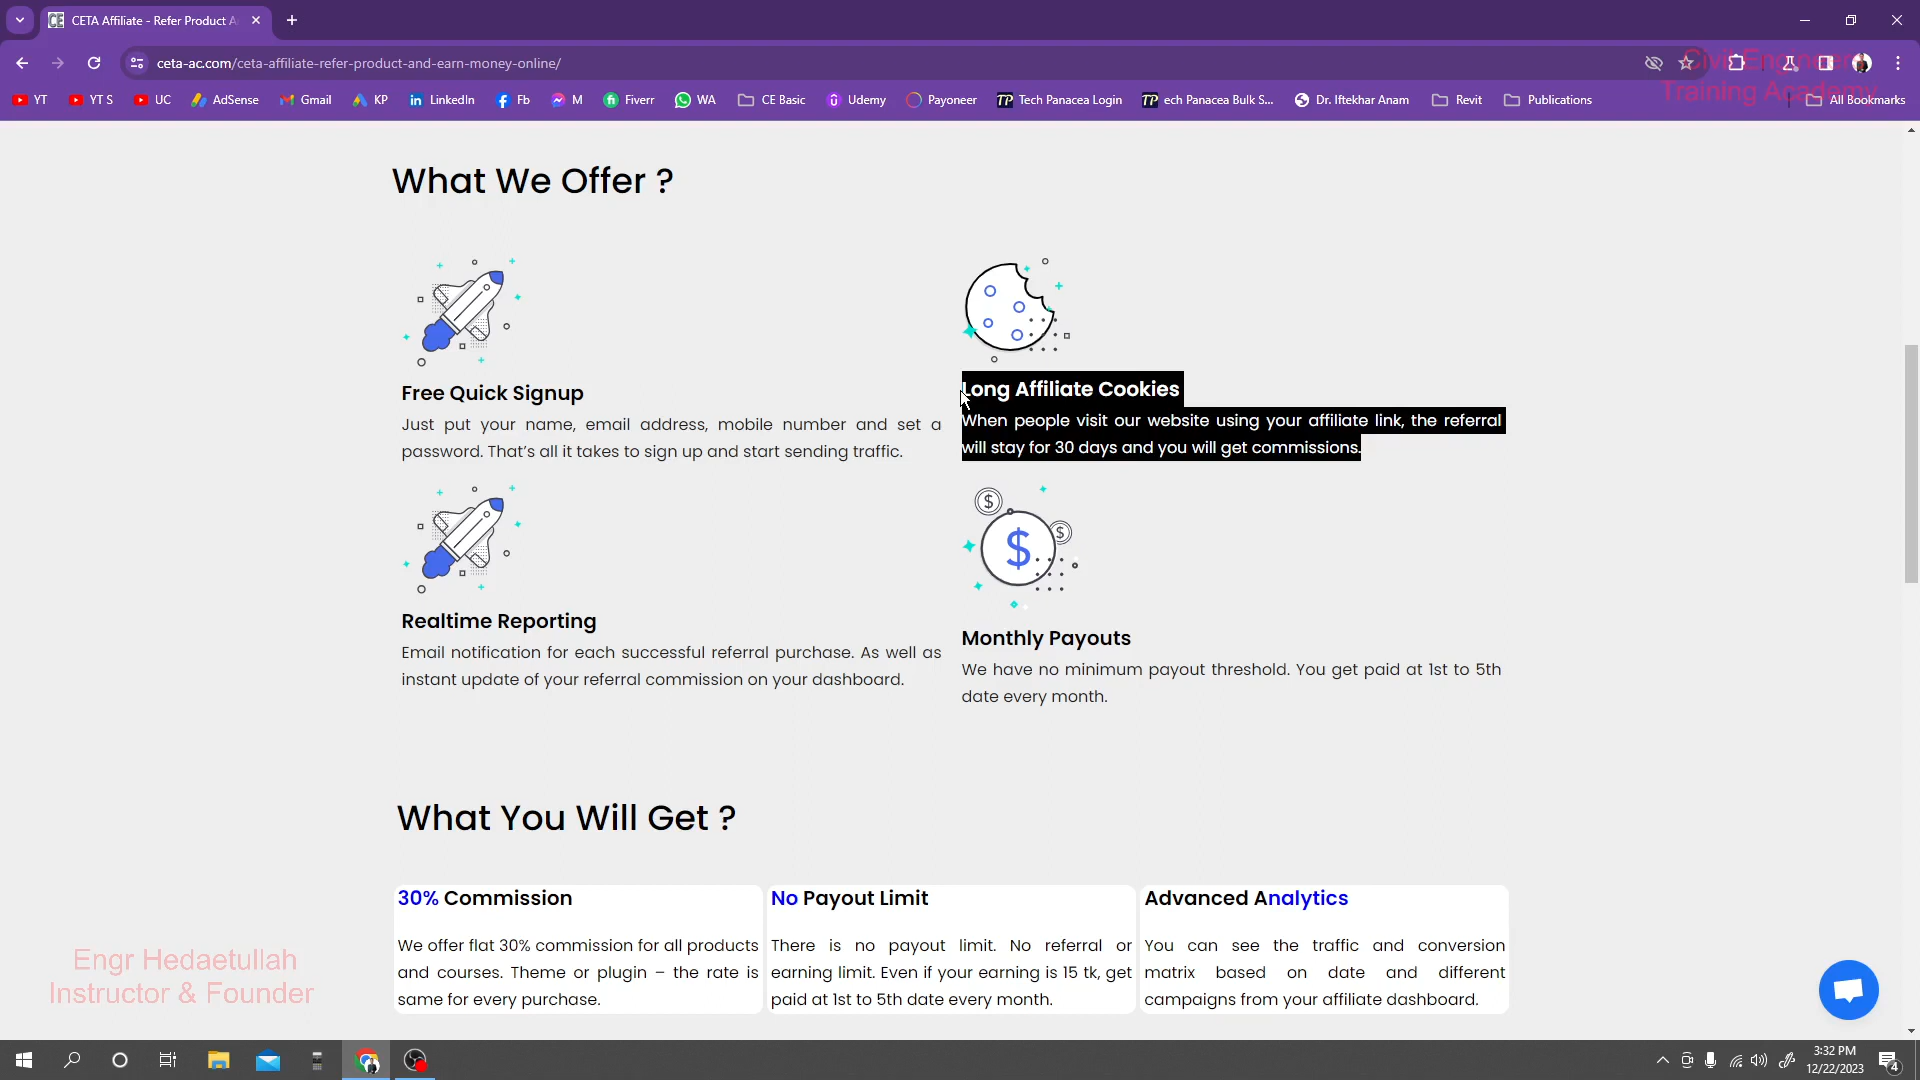 CETA Affiliate - Refer Product A
ceta-ac.com/ceta-affiliate-refer-product-and-earn-money-online/
YT
YT S
UC
AdSense
Gmail
KP
LinkedIn
Fb
M
Fiverr
WA
CE Basic
Udemy
Payoneer
Tech Panacea Login
ech Panacea Bulk S...
Dr. Iftekhar Anam
Revit
Publications
All Bookmarks
Civil Engineer
Training Academy
What We Offer ?
Free Quick Signup
Just put your name, email address, mobile number and set a
password. That's all it takes to sign up and start sending traffic.
Long Affiliate Cookies
When people visit our website using your affiliate link, the referral
will stay for 30 days and you will get commissions.
Realtime Reporting
Email notification for each successful referral purchase. As well as
instant update of your referral commission on your dashboard.
Monthly Payouts
We have no minimum payout threshold. You get paid at 1st to 5th
date every month.
What You Will Get ?
30% Commission
We offer flat 30% commission for all products
and courses. Theme or plugin – the rate is
same for every purchase.
No Payout Limit
There is no payout limit. No referral or
earning limit. Even if your earning is 15 tk, get
paid at 1st to 5th date every month.
Advanced Analytics
You can see the traffic and conversion
matrix based on date and different
campaigns from your affiliate dashboard.
Engr Hedaetullah
Instructor & Founder
3:32 PM
12/22/2023
4